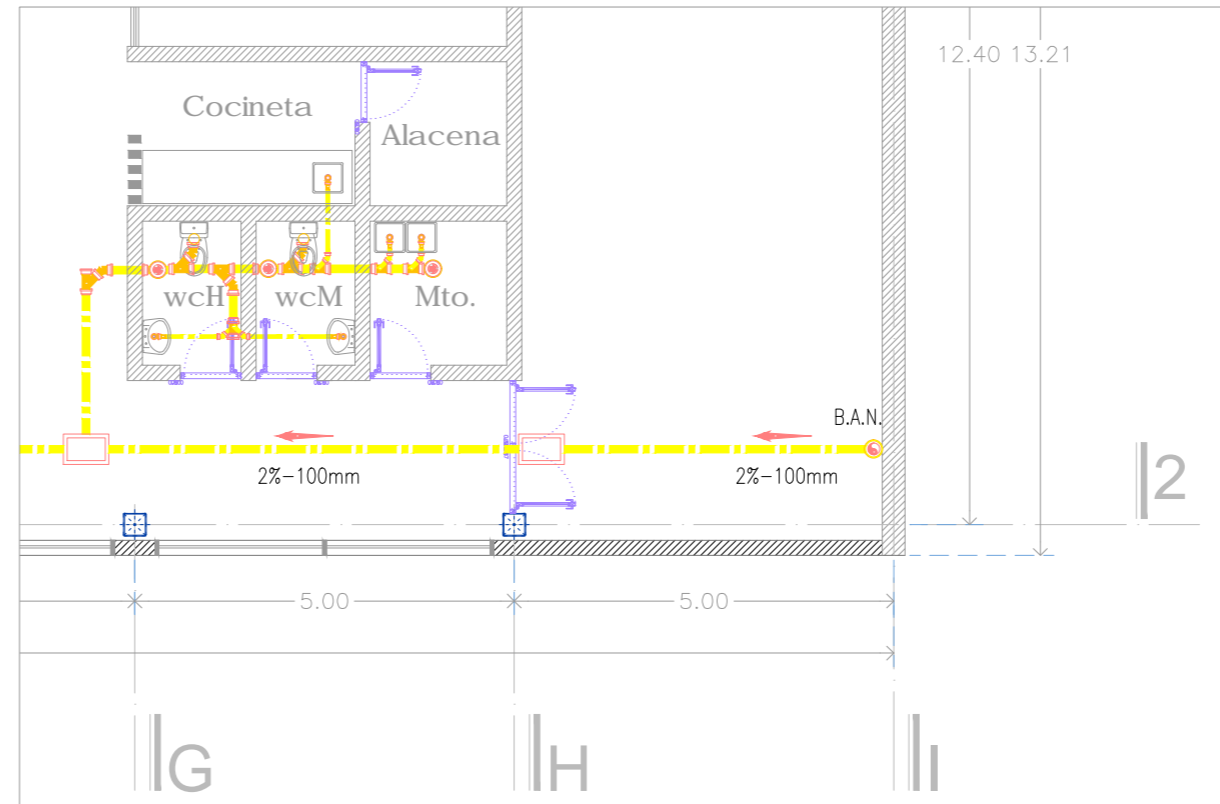 12.40 13.21
Cocineta
Alacena
wcH
wcM
Mto.
B.A.N.
2%-100mm
2%-100mm
2
5.00
5.00
G
H
I